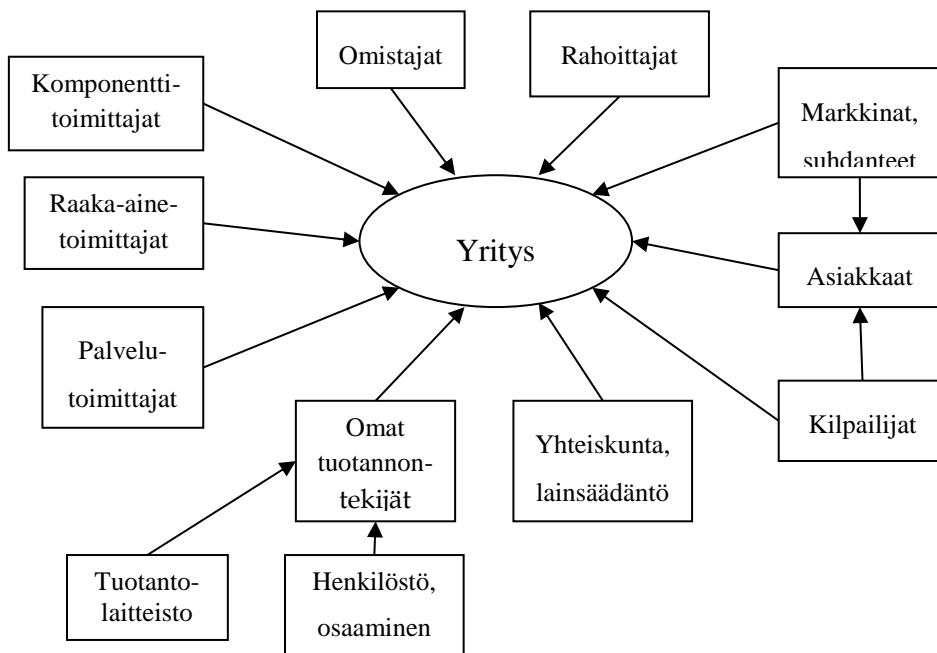 Omistajat
Rahoittajat
Komponentti-
toimittajat
Markkinat,
suhdanteet
Raaka-aine-
toimittajat
Yritys
Asiakkaat
Palvelu-
toimittajat
Omat
tuotannon-
tekijät
Yhteiskunta,
lainsäädäntö
Kilpailijat
Tuotanto-
laitteisto
Henkilöstö,
osaaminen